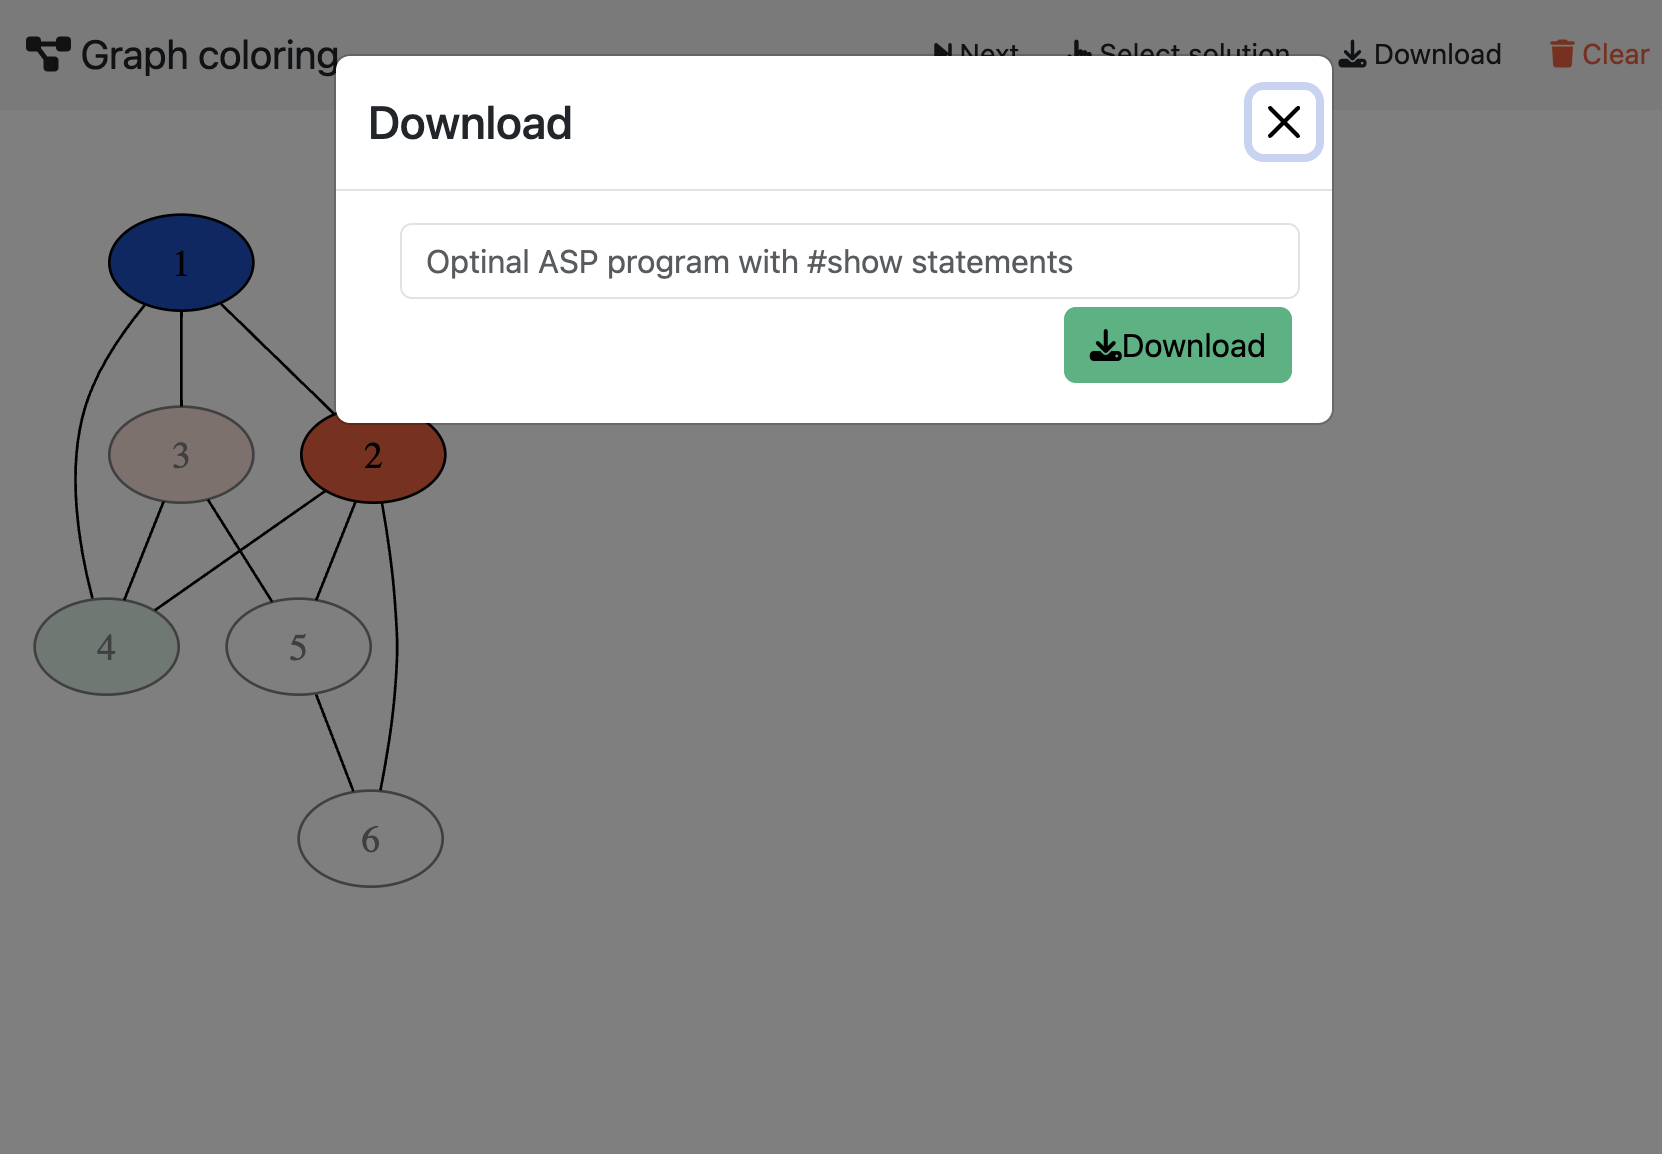 Graph coloring
Next
Select solution
Download
Clear
Download
Optinal ASP program with #show statements
Download
1
3
2
4
5
6